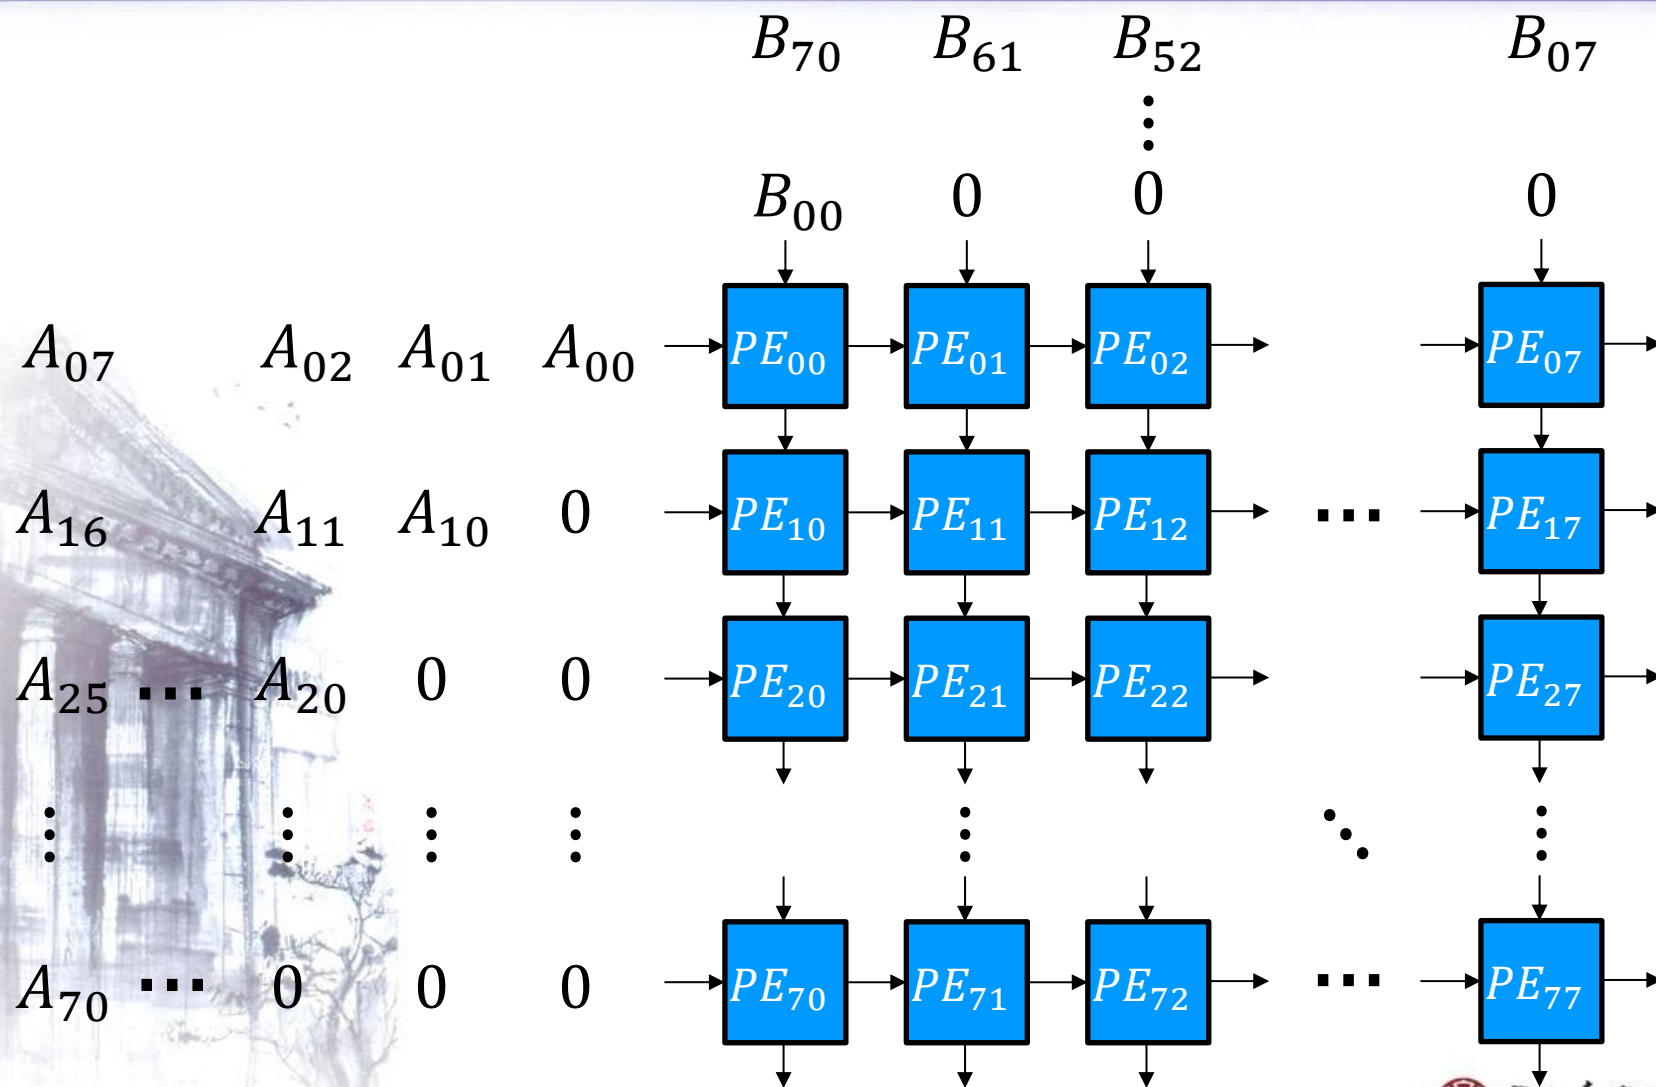 B₇₀ B₆₁ B₅₂ B₀₇
⋮
B₀₀ 0 0 0
A₀₇ A₀₂ A₀₁ A₀₀ PE₀₀ PE₀₁ PE₀₂ PE₀₇
A₁₆ A₁₁ A₁₀ 0 PE₁₀ PE₁₁ PE₁₂ ⋯ PE₁₇
A₂₅ ⋯ A₂₀ 0 0 PE₂₀ PE₂₁ PE₂₂ PE₂₇
⋮ ⋮ ⋮ ⋮ ⋮ ⋱ ⋮
A₇₀ ⋯ 0 0 0 PE₇₀ PE₇₁ PE₇₂ ⋯ PE₇₇